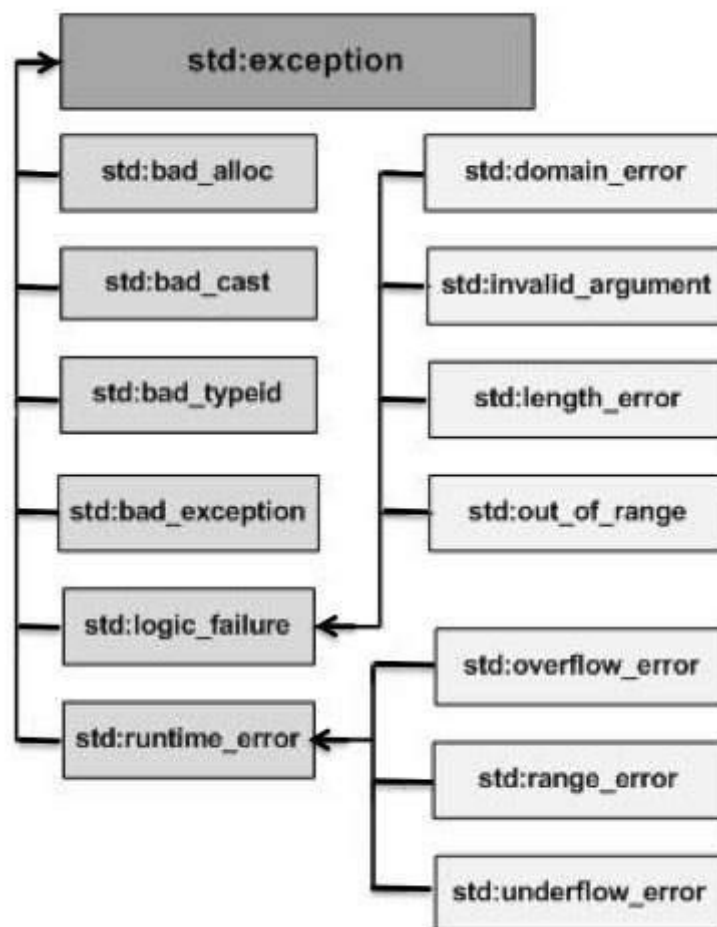 std:exception
std:bad_alloc
std:domain_error
std:bad_cast
std:invalid_argument
std:bad_typeid
std:length_error
std:bad_exception
std:out_of_range
std:logic_failure
std:overflow_error
std:runtime_error
std:range_error
std:underflow_error